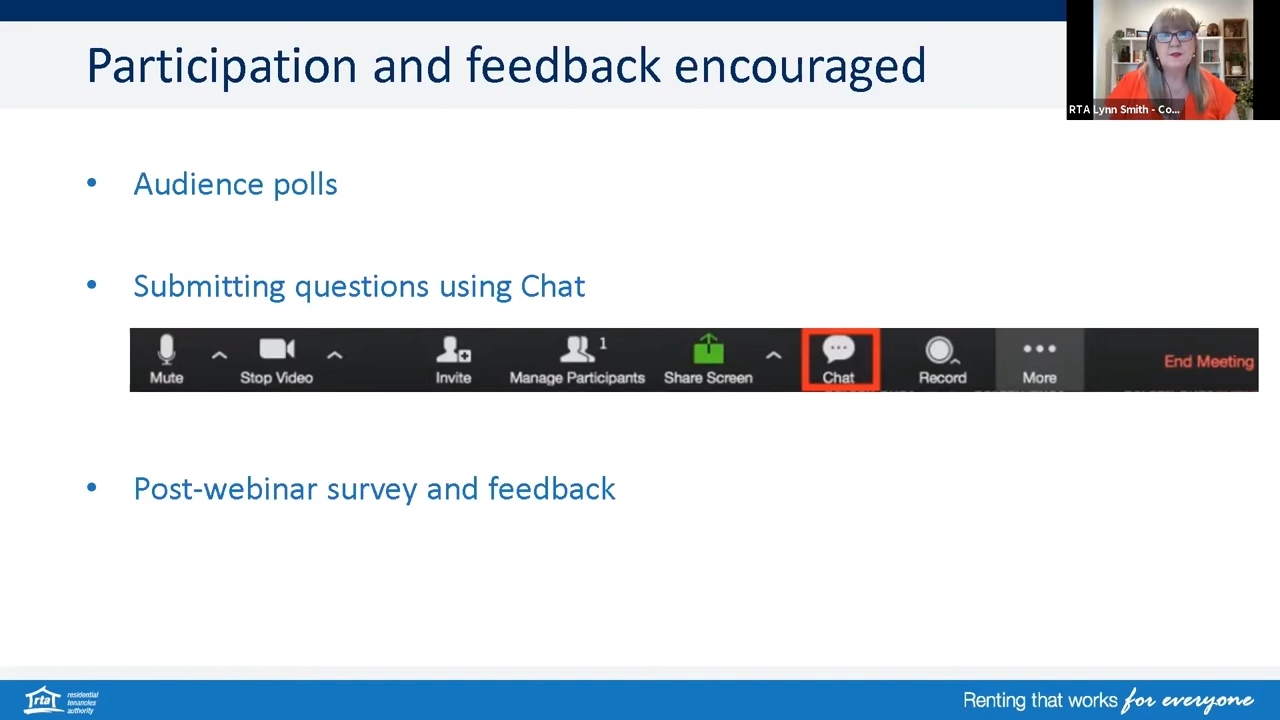 Participation and feedback encouraged
RTA Lynn Smith - Co...
• Audience polls
• Submitting questions using Chat
Mute Stop Video Invite Manage Participants 1 Share Screen Chat Record More End Meeting
• Post-webinar survey and feedback
rta residential
tenancies
authority
Renting that works for everyone